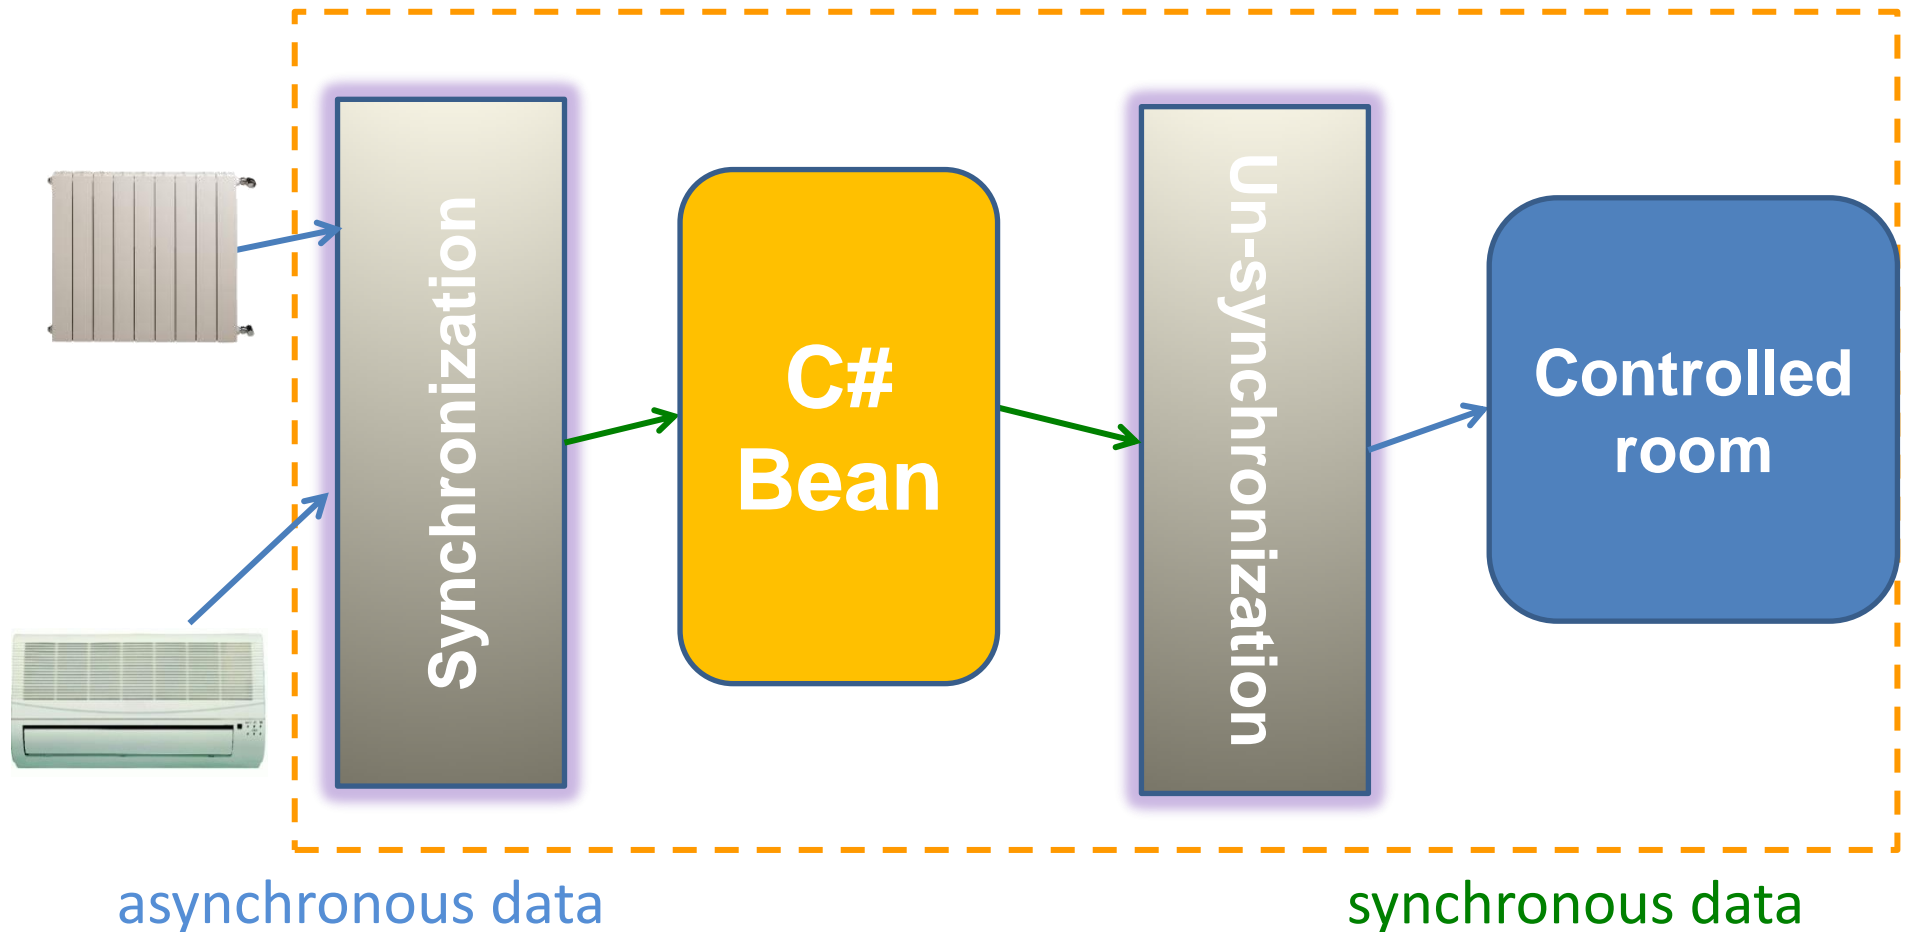 Synchronization
C#
Bean
Un-synchronization
Controlled
room
asynchronous data
synchronous data